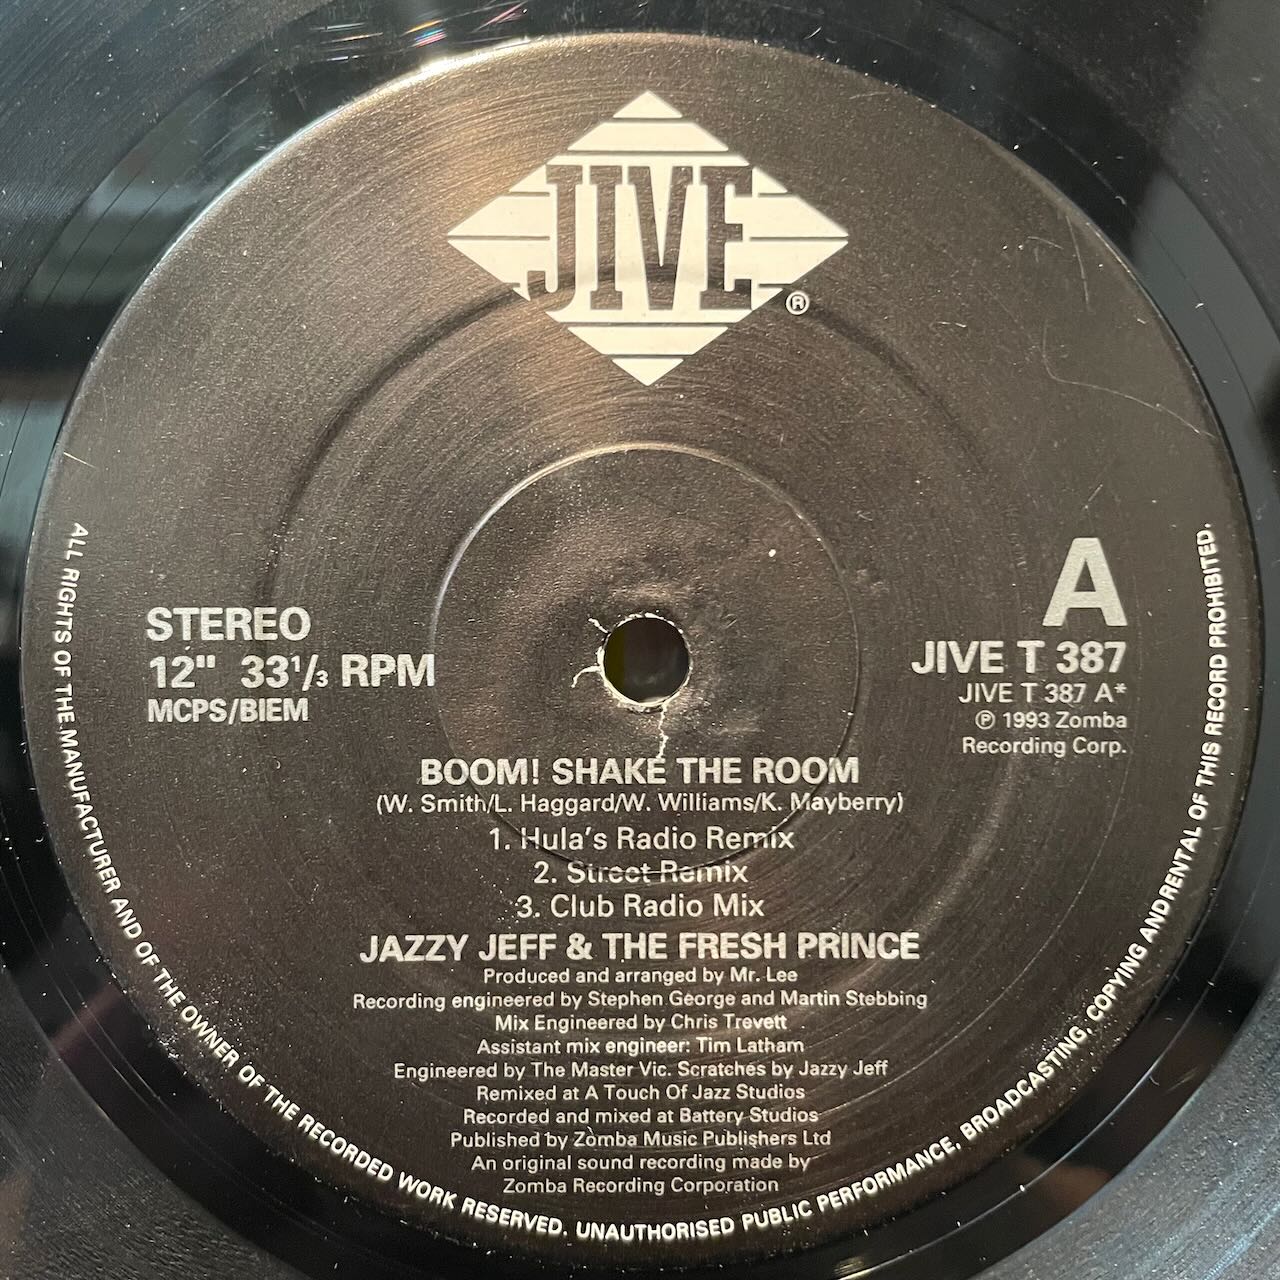 JIVE ®
A
STEREO
12" 33¹/₃ RPM
MCPS/BIEM
JIVE T 387
JIVE T 387 A*
℗ 1993 Zomba
Recording Corp.
BOOM! SHAKE THE ROOM
(W. Smith/L. Haggard/W. Williams/K. Mayberry)
1. Hula's Radio Remix
2. Street Remix
3. Club Radio Mix
JAZZY JEFF & THE FRESH PRINCE
Produced and arranged by Mr. Lee
Recording engineered by Stephen George and Martin Stebbing
Mix Engineered by Chris Trevett
Assistant mix engineer: Tim Latham
Engineered by The Master Vic. Scratches by Jazzy Jeff
Remixed at A Touch Of Jazz Studios
Recorded and mixed at Battery Studios
Published by Zomba Music Publishers Ltd
An original sound recording made by
Zomba Recording Corporation
ALL RIGHTS OF THE MANUFACTURER AND OF THE OWNER OF THE RECORDED WORK RESERVED. UNAUTHORISED PUBLIC PERFORMANCE, BROADCASTING, COPYING AND RENTAL OF THIS RECORD PROHIBITED.